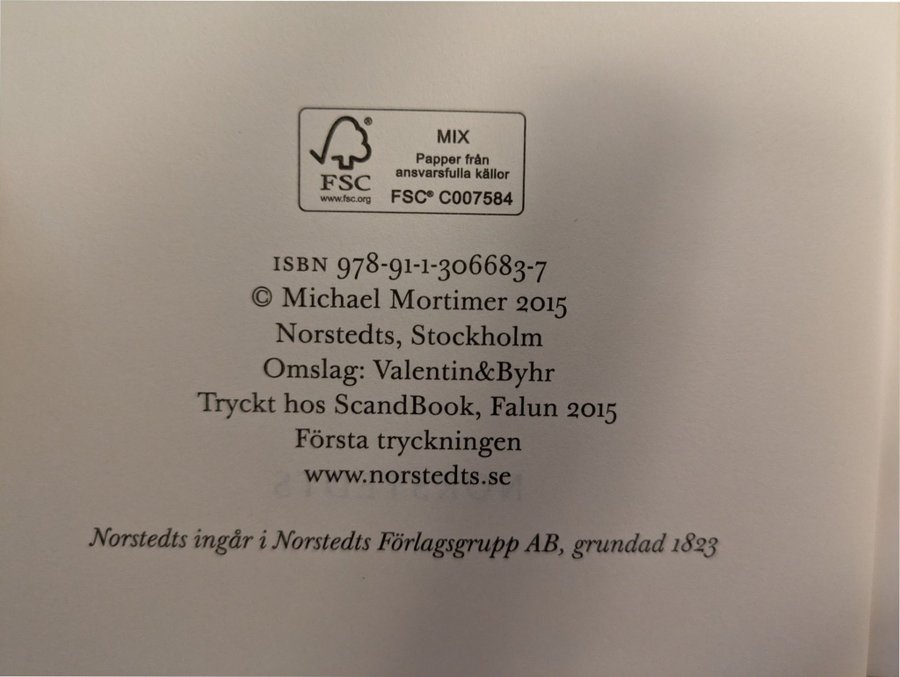 MIX
Papper från
ansvarsfulla källor
FSC® C007584
®
FSC
www.fsc.org
ISBN 978-91-1-306683-7
© Michael Mortimer 2015
Norstedts, Stockholm
Omslag: Valentin&Byhr
Tryckt hos ScandBook, Falun 2015
Första tryckningen
www.norstedts.se
NORSTEDTS
Norstedts ingår i Norstedts Förlagsgrupp AB, grundad 1823